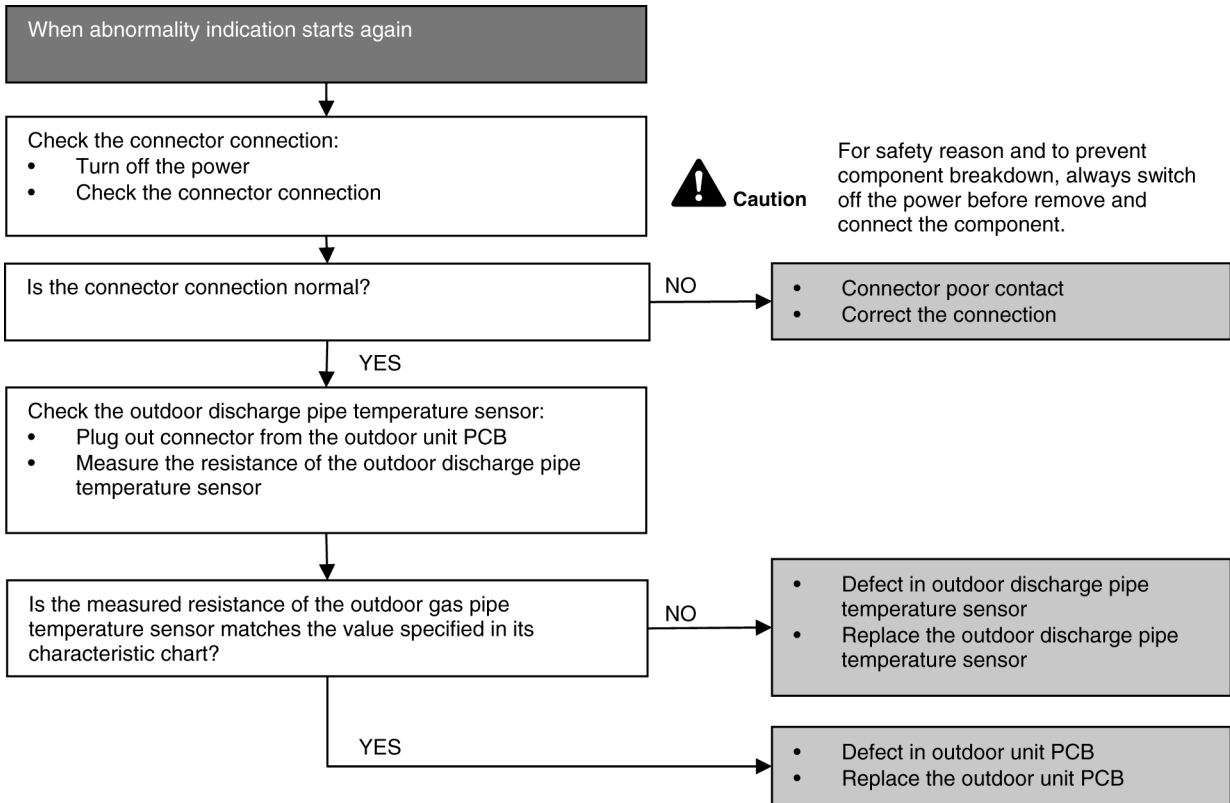 When abnormality indication starts again
Check the connector connection:
• Turn off the power
• Check the connector connection
Caution
For safety reason and to prevent
component breakdown, always switch
off the power before remove and
connect the component.
Is the connector connection normal?
NO
• Connector poor contact
• Correct the connection
YES
Check the outdoor discharge pipe temperature sensor:
• Plug out connector from the outdoor unit PCB
• Measure the resistance of the outdoor discharge pipe
temperature sensor
Is the measured resistance of the outdoor gas pipe
temperature sensor matches the value specified in its
characteristic chart?
NO
• Defect in outdoor discharge pipe
temperature sensor
• Replace the outdoor discharge pipe
temperature sensor
YES
• Defect in outdoor unit PCB
• Replace the outdoor unit PCB